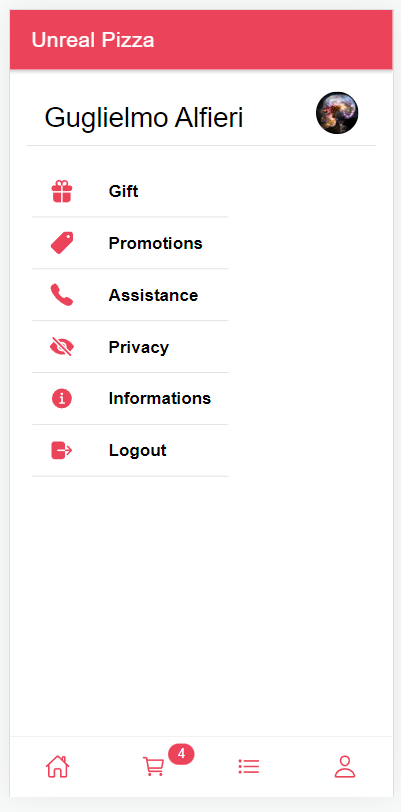 Unreal Pizza
Guglielmo Alfieri
Gift
Promotions
Assistance
Privacy
Informations
Logout
4